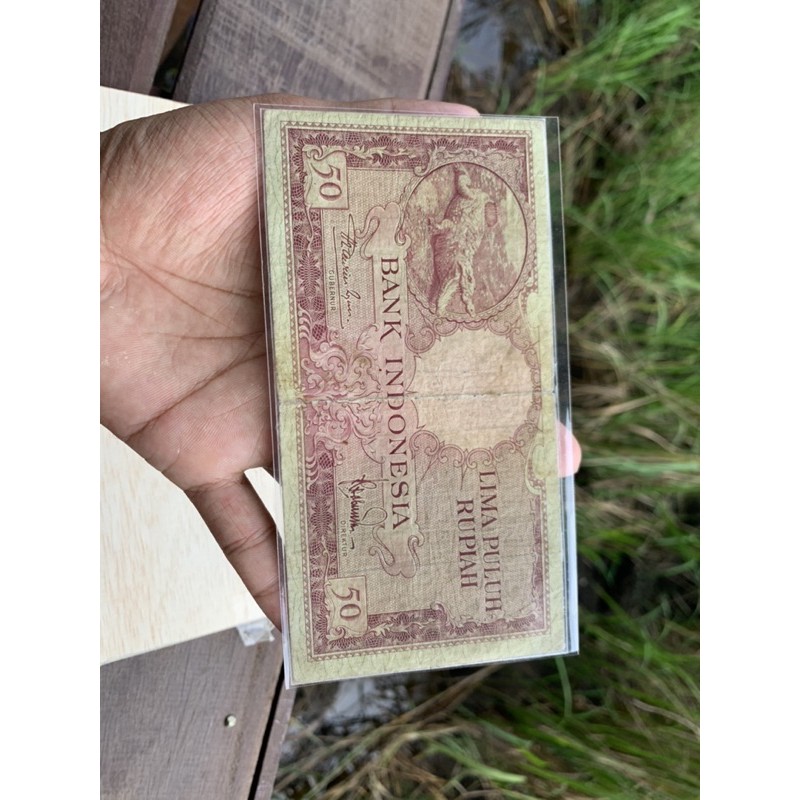 LIMA PULUH
RUPIAH
BANK INDONESIA
GUBERNUR
DIREKTUR
50
50